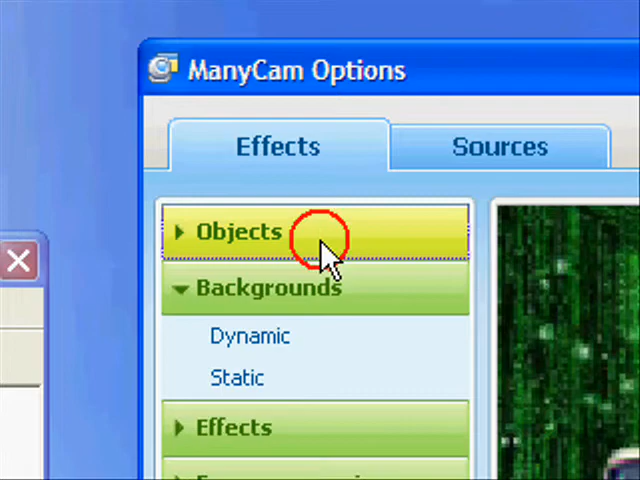 ManyCam Options
Effects
Sources
Objects
Backgrounds
Dynamic
Static
Effects